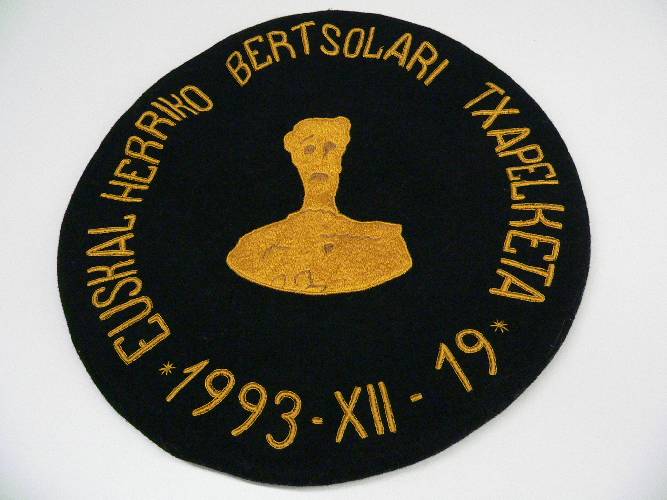 * EUSKAL HERRIKO BERTSOLARI TXAPELKETA *
1993 - XII - 19